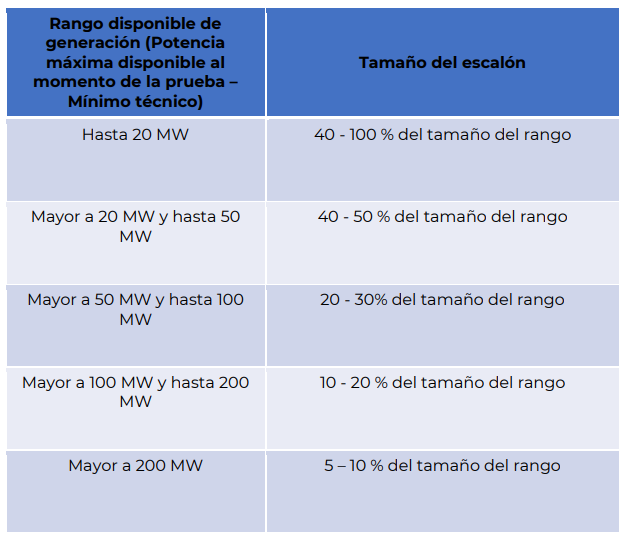 Rango disponible de
generación (Potencia
máxima disponible al
momento de la prueba –
Mínimo técnico)
Tamaño del escalón
Hasta 20 MW
40 - 100 % del tamaño del rango
Mayor a 20 MW y hasta 50
MW
40 - 50 % del tamaño del rango
Mayor a 50 MW y hasta 100
MW
20 - 30% del tamaño del rango
Mayor a 100 MW y hasta 200
MW
10 - 20 % del tamaño del rango
Mayor a 200 MW
5 – 10 % del tamaño del rango